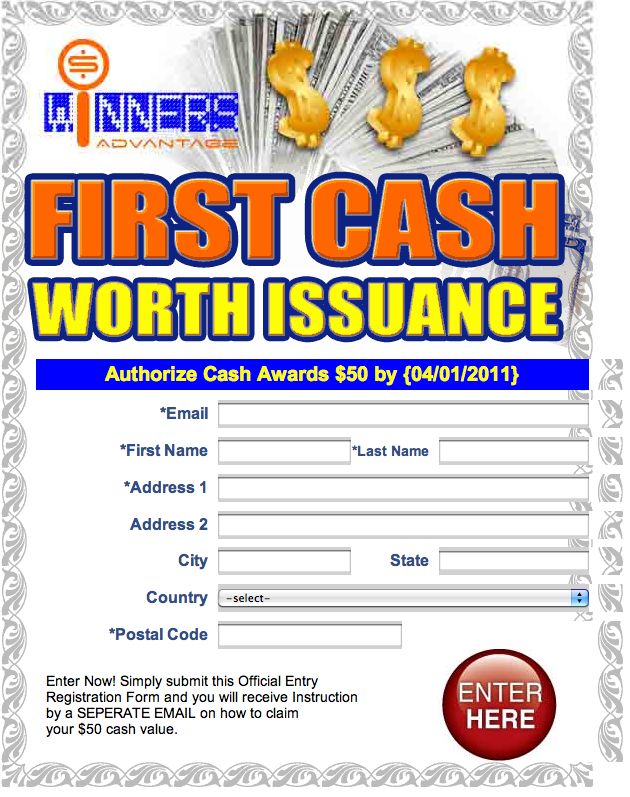 WINNERS
ADVANTAGE
FIRST CASH
WORTH ISSUANCE
Authorize Cash Awards $50 by {04/01/2011}
*Email
*First Name *Last Name
*Address 1
Address 2
City State
Country -select-
*Postal Code
Enter Now! Simply submit this Official Entry
Registration Form and you will receive Instruction
by a SEPERATE EMAIL on how to claim
your $50 cash value.
ENTER
HERE